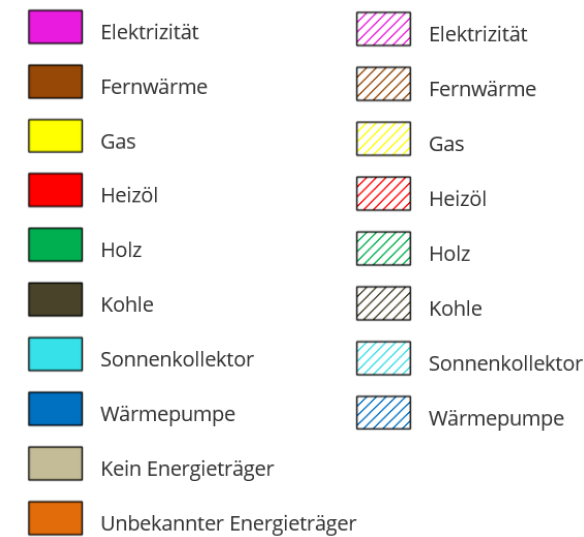 Elektrizität
Fernwärme
Gas
Heizöl
Holz
Kohle
Sonnenkollektor
Wärmepumpe
Kein Energieträger
Unbekannter Energieträger
Elektrizität
Fernwärme
Gas
Heizöl
Holz
Kohle
Sonnenkollektor
Wärmepumpe